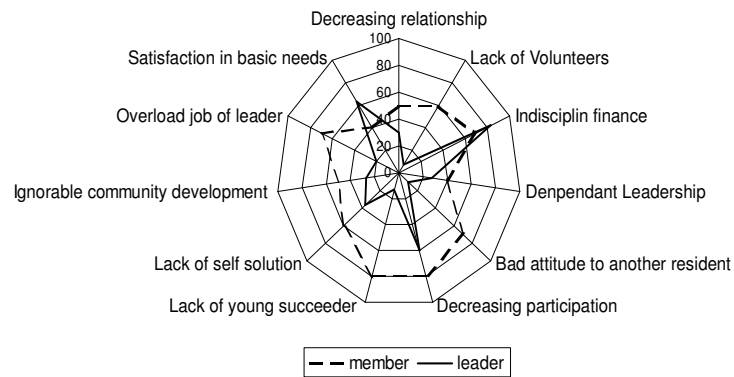 Decreasing relationship
100
80
60
40
20
0
Lack of Volunteers
Indisciplin finance
Denpendant Leadership
Bad attitude to another resident
Decreasing participation
Lack of young succeeder
Lack of self solution
Ignorable community development
Overload job of leader
Satisfaction in basic needs
member leader